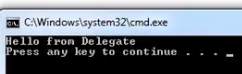 C:\Windows\system32\cmd.exe
Hello from Delegate
Press any key to continue . . .